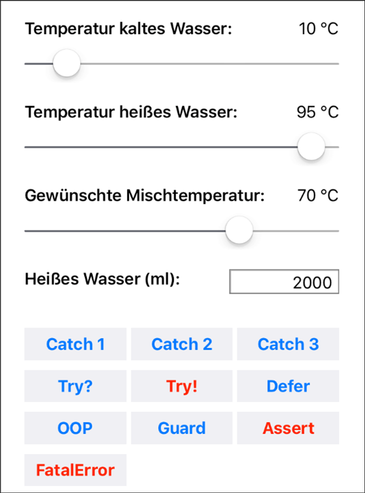 Temperatur kaltes Wasser: 10 °C
Temperatur heißes Wasser: 95 °C
Gewünschte Mischtemperatur: 70 °C
Heißes Wasser (ml): 2000
Catch 1 Catch 2 Catch 3
Try? Try! Defer
OOP Guard Assert
FatalError